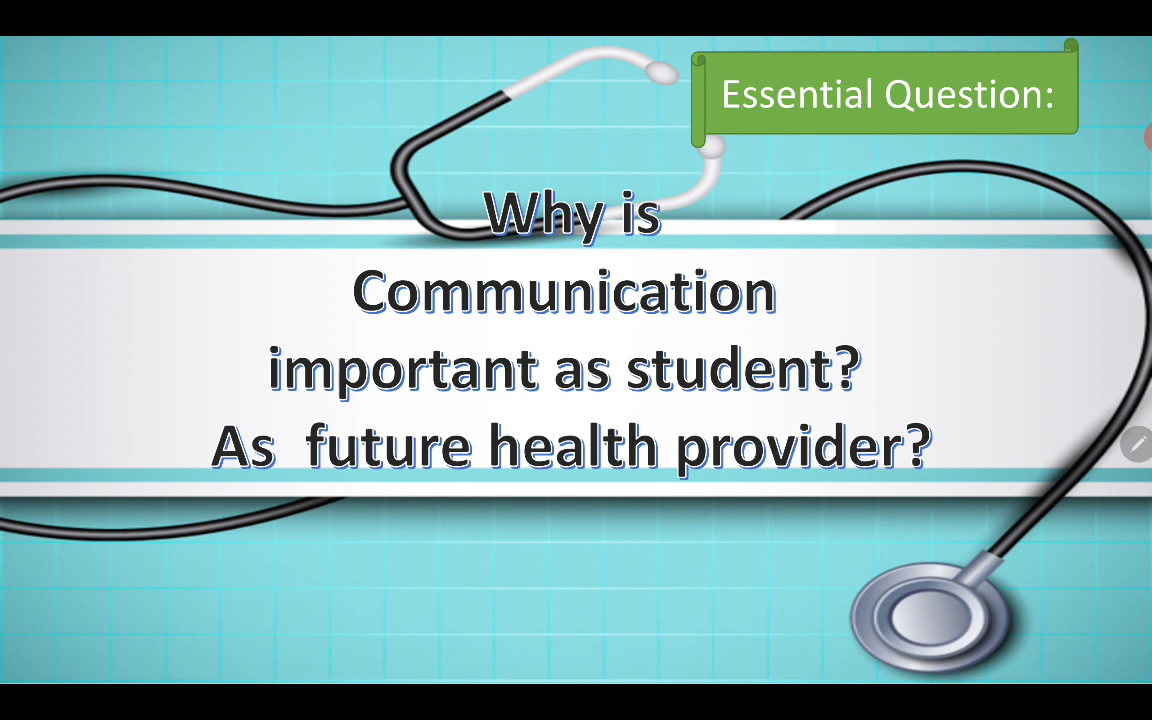 Essential Question:
Why is
Communication
important as student?
As future health provider?